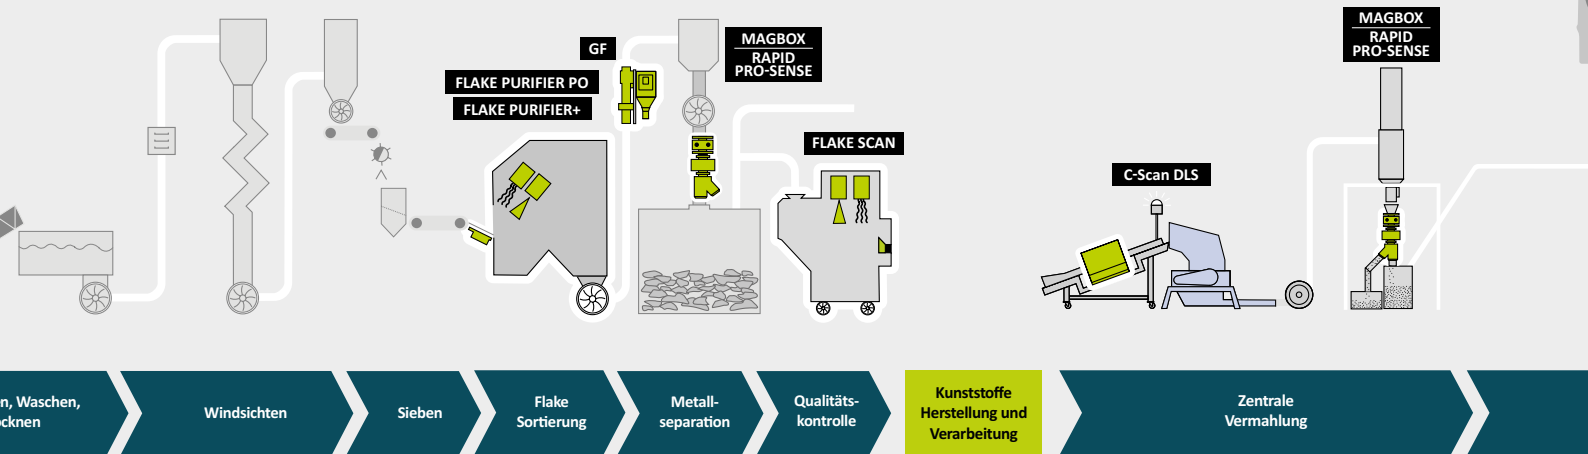 GF
FLAKE PURIFIER PO
FLAKE PURIFIER+
MAGBOX
RAPID
PRO-SENSE
FLAKE SCAN
C-Scan DLS
MAGBOX
RAPID
PRO-SENSE
n, Waschen,
ocknen
Windsichten
Sieben
Flake
Sortierung
Metall-
separation
Qualitäts-
kontrolle
Kunststoffe
Herstellung und
Verarbeitung
Zentrale
Vermahlung